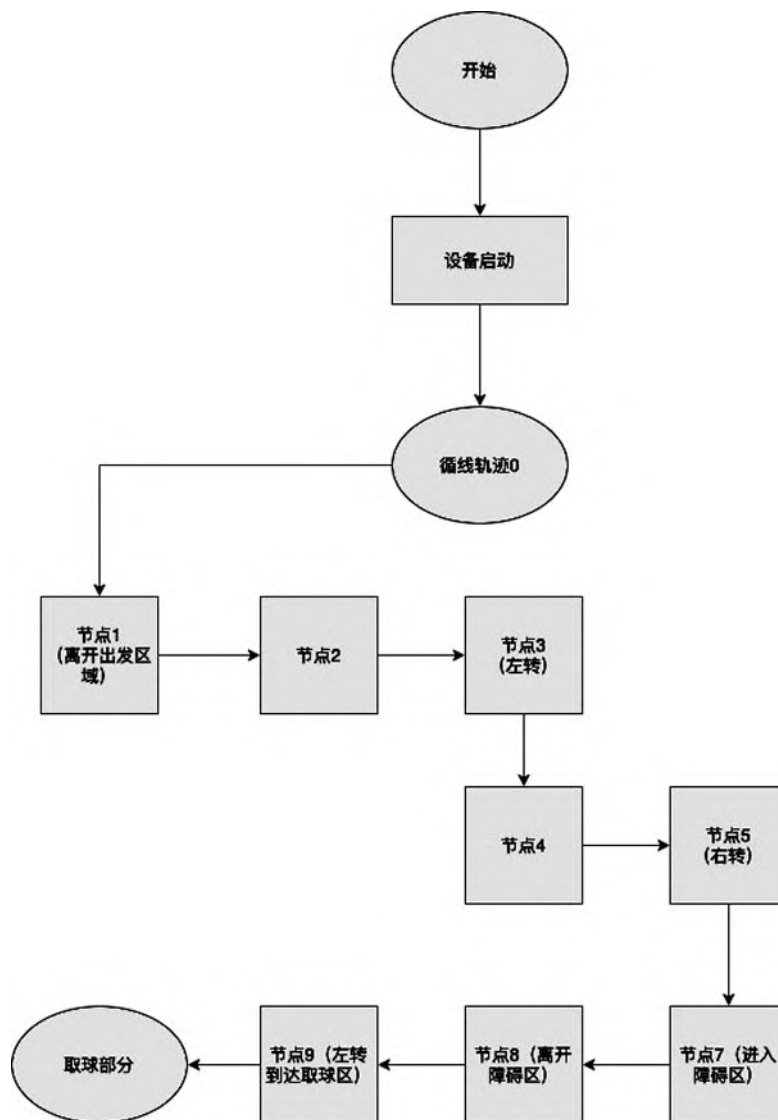 开始
设备启动
循线轨迹0
节点1
(离开出发区
域)
节点2
节点3
(左转)
节点4
节点5
(右转)
节点7（进入
障碍区）
节点8（离开
障碍区）
节点9（左转
到达取球区）
取球部分